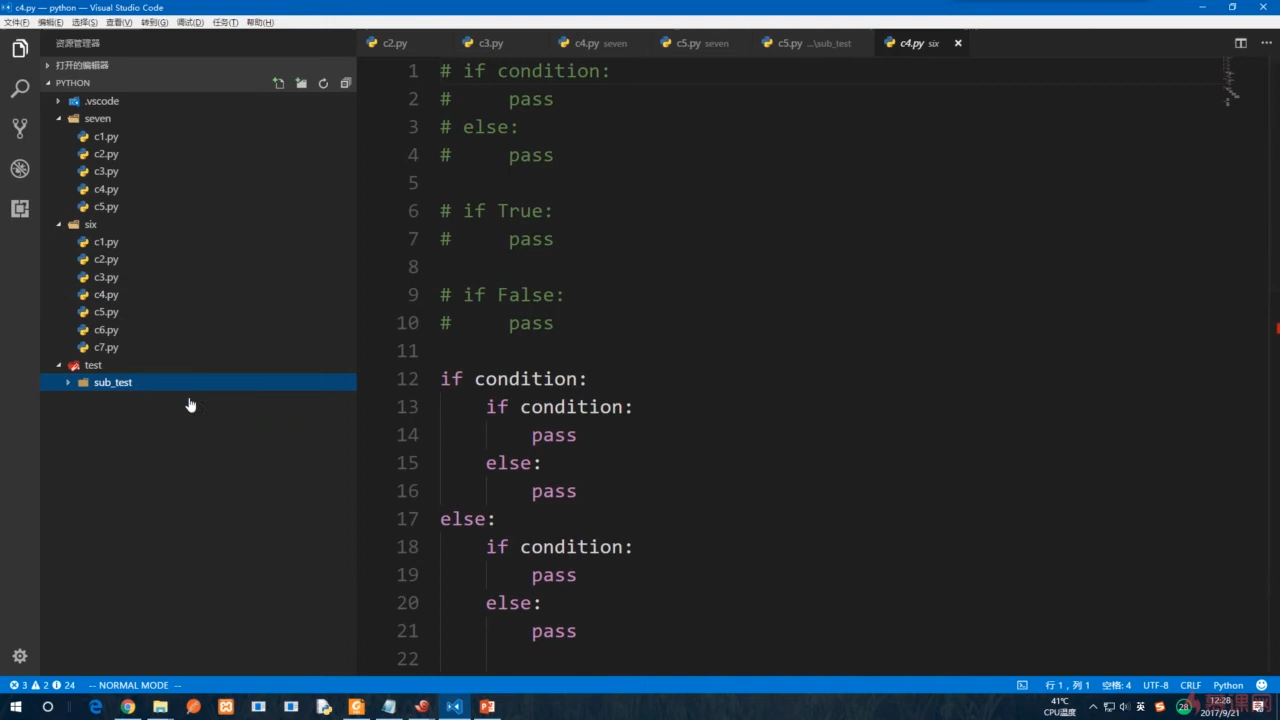 c4.py — python — Visual Studio Code
文件(F) 编辑(E) 选择(S) 查看(V) 转到(G) 调试(D) 任务(T) 帮助(H)
资源管理器
打开的编辑器
PYTHON
.vscode
seven
c1.py
c2.py
c3.py
c4.py
c5.py
six
c1.py
c2.py
c3.py
c4.py
c5.py
c6.py
c7.py
test
sub_test
c2.py c3.py c4.py seven c5.py seven c5.py ...\sub_test c4.py six
1 # if condition:
2 #     pass
3 # else:
4 #     pass
5
6 # if True:
7 #     pass
8
9 # if False:
10 #     pass
11
12 if condition:
13     if condition:
14         pass
15     else:
16         pass
17 else:
18     if condition:
19         pass
20     else:
21         pass
22
3 2 24 -- NORMAL MODE -- 行 1，列 1 空格: 4 UTF-8 CRLF Python
41℃
CPU温度
英
28
12:28
2017/9/21